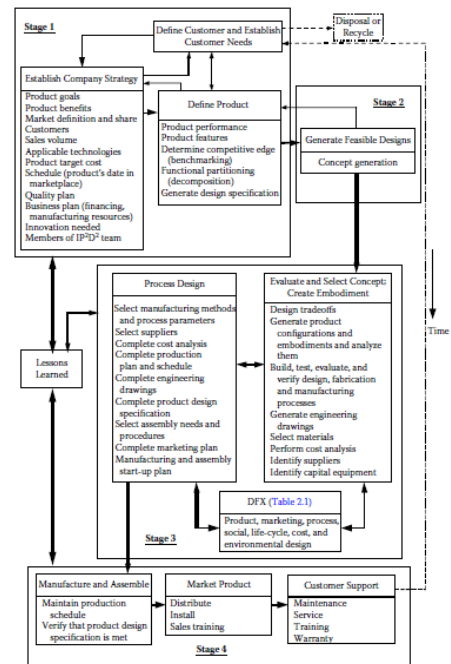 Stage 1
Define Customer and Establish
Customer Needs
Disposal or
Recycle
Establish Company Strategy
Product goals
Product benefits
Market definition and share
Customers
Sales volume
Applicable technologies
Product target cost
Schedule (product's date in
marketplace)
Quality plan
Business plan (financing,
manufacturing resources)
Innovation needed
Members of IP²D² team
Define Product
Product performance
Product features
Determine competitive edge
(benchmarking)
Functional partitioning
(decomposition)
Generate design specification
Stage 2
Generate Feasible Designs
Concept generation
Process Design
Select manufacturing methods
and process parameters
Select suppliers
Complete cost analysis
Complete production
plan and schedule
Complete engineering
drawings
Complete product design
specification
Select assembly needs and
procedures
Complete marketing plan
Manufacturing and assembly
start-up plan
Evaluate and Select Concept;
Create Embodiment
Design tradeoffs
Generate product
configurations and
embodiments and analyze
them
Build, test, evaluate, and
verify design, fabrication
and manufacturing
processes
Generate engineering
drawings
Select materials
Perform cost analysis
Identify suppliers
Identify capital equipment
Time
Lessons
Learned
DFX (Table 2.1)
Product, marketing, process,
social, life-cycle, cost, and
environmental design
Stage 3
Manufacture and Assemble
Maintain production
schedule
Verify that product design
specification is met
Market Product
Distribute
Install
Sales training
Customer Support
Maintenance
Service
Training
Warranty
Stage 4